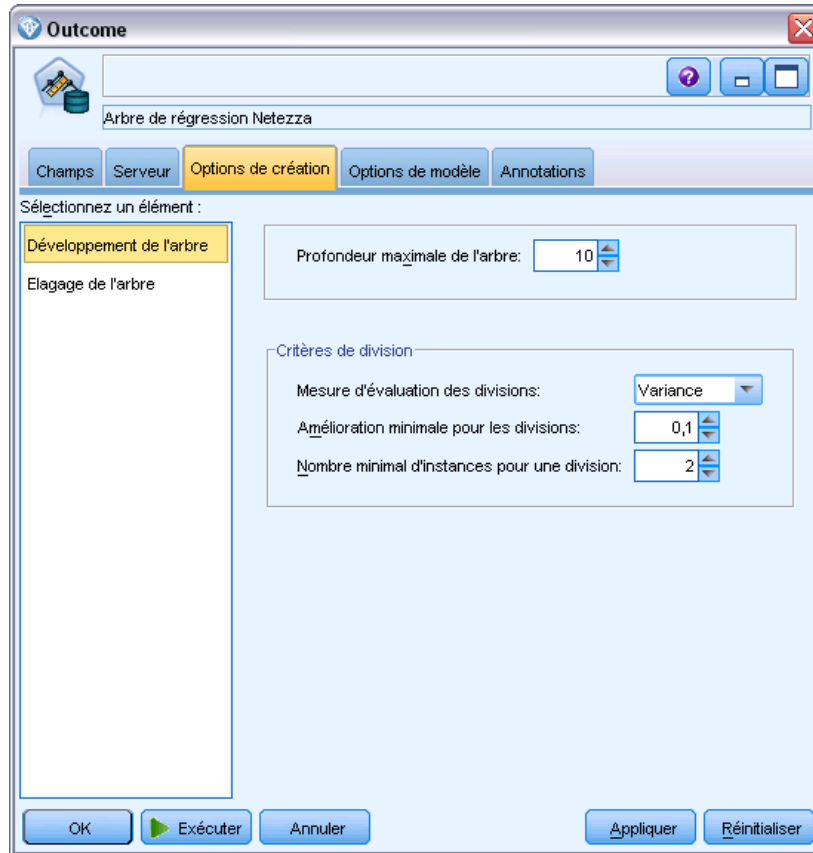 Outcome
Arbre de régression Netezza
Champs Serveur Options de création Options de modèle Annotations
Sélectionnez un élément :
Développement de l'arbre
Elagage de l'arbre
Profondeur maximale de l'arbre: 10
Critères de division
Mesure d'évaluation des divisions: Variance
Amélioration minimale pour les divisions: 0,1
Nombre minimal d'instances pour une division: 2
OK Exécuter Annuler Appliquer Réinitialiser